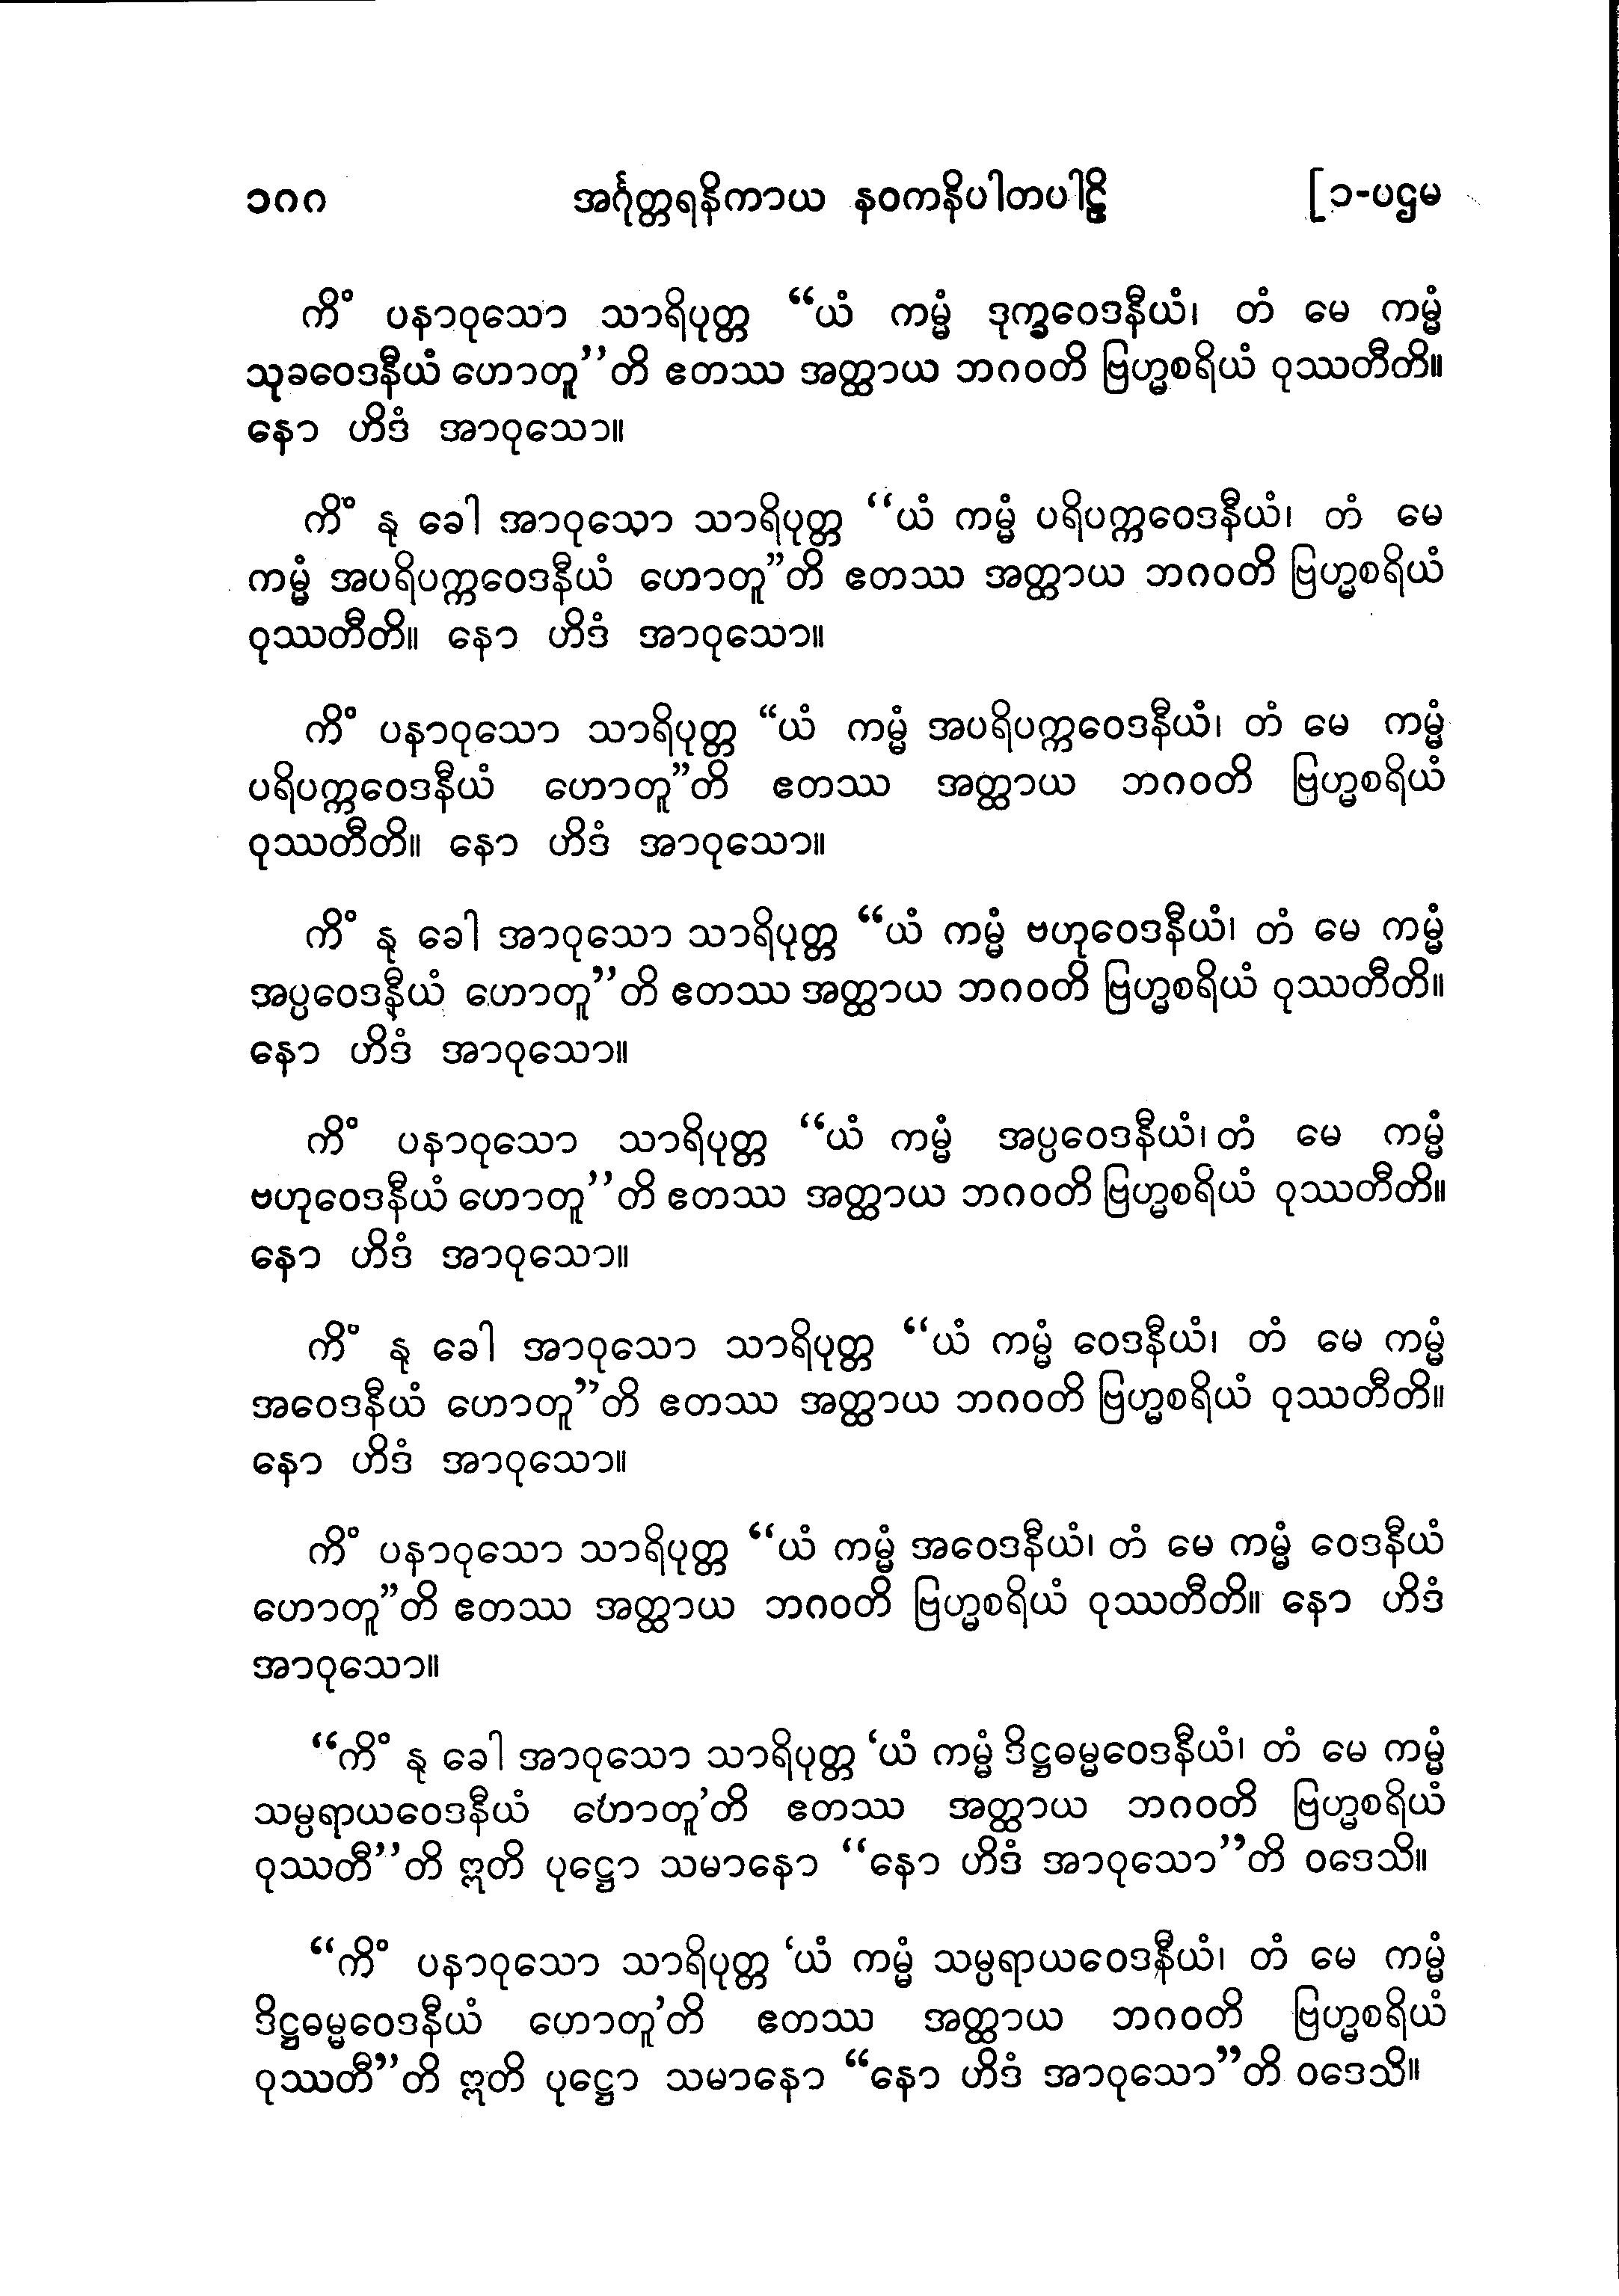 ၁၈၈ အင်္ဂုတ္တရနိကာယ နဝကနိပါတပါဠိ [၁-ပဌမ
ကိံ ပနာဝုသော သာရိပုတ္တ “ယံ ကမ္မံ ဒုက္ခဝေဒနီယံ၊ တံ မေ ကမ္မံ
သုခဝေဒနီယံ ဟောတူ”တိ ဧတဿ အတ္ထာယ ဘဂဝတိ ဗြဟ္မစရိယံ ဝုဿတီတိ။
နော ဟိဒံ အာဝုသော။
ကိံ နု ခေါ အာဝုသော သာရိပုတ္တ “ယံ ကမ္မံ ပရိပက္ကဝေဒနီယံ၊ တံ မေ
ကမ္မံ အပရိပက္ကဝေဒနီယံ ဟောတူ”တိ ဧတဿ အတ္ထာယ ဘဂဝတိ ဗြဟ္မစရိယံ
ဝုဿတီတိ။ နော ဟိဒံ အာဝုသော။
ကိံ ပနာဝုသော သာရိပုတ္တ “ယံ ကမ္မံ အပရိပက္ကဝေဒနီယံ၊ တံ မေ ကမ္မံ
ပရိပက္ကဝေဒနီယံ ဟောတူ”တိ ဧတဿ အတ္ထာယ ဘဂဝတိ ဗြဟ္မစရိယံ
ဝုဿတီတိ။ နော ဟိဒံ အာဝုသော။
ကိံ နု ခေါ အာဝုသော သာရိပုတ္တ “ယံ ကမ္မံ ဗဟုဝေဒနီယံ၊ တံ မေ ကမ္မံ
အပ္ပဝေဒနီယံ ဟောတူ”တိ ဧတဿ အတ္ထာယ ဘဂဝတိ ဗြဟ္မစရိယံ ဝုဿတီတိ။
နော ဟိဒံ အာဝုသော။
ကိံ ပနာဝုသော သာရိပုတ္တ “ယံ ကမ္မံ အပ္ပဝေဒနီယံ၊ တံ မေ ကမ္မံ
ဗဟုဝေဒနီယံ ဟောတူ”တိ ဧတဿ အတ္ထာယ ဘဂဝတိ ဗြဟ္မစရိယံ ဝုဿတီတိ။
နော ဟိဒံ အာဝုသော။
ကိံ နု ခေါ အာဝုသော သာရိပုတ္တ “ယံ ကမ္မံ ဝေဒနီယံ၊ တံ မေ ကမ္မံ
အဝေဒနီယံ ဟောတူ”တိ ဧတဿ အတ္ထာယ ဘဂဝတိ ဗြဟ္မစရိယံ ဝုဿတီတိ။
နော ဟိဒံ အာဝုသော။
ကိံ ပနာဝုသော သာရိပုတ္တ “ယံ ကမ္မံ အဝေဒနီယံ၊ တံ မေ ကမ္မံ ဝေဒနီယံ
ဟောတူ”တိ ဧတဿ အတ္ထာယ ဘဂဝတိ ဗြဟ္မစရိယံ ဝုဿတီတိ။ နော ဟိဒံ
အာဝုသော။
“ကိံ နု ခေါ အာဝုသော သာရိပုတ္တ ‘ယံ ကမ္မံ ဒိဋ္ဌဓမ္မဝေဒနီယံ၊ တံ မေ ကမ္မံ
သမ္ပရာယဝေဒနီယံ ဟောတူ’တိ ဧတဿ အတ္ထာယ ဘဂဝတိ ဗြဟ္မစရိယံ
ဝုဿတီ”တိ ဣတိ ပုဋ္ဌော သမာနော “နော ဟိဒံ အာဝုသော”တိ ဝဒေသိ။
“ကိံ ပနာဝုသော သာရိပုတ္တ ‘ယံ ကမ္မံ သမ္ပရာယဝေဒနီယံ၊ တံ မေ ကမ္မံ
ဒိဋ္ဌဓမ္မဝေဒနီယံ ဟောတူ’တိ ဧတဿ အတ္ထာယ ဘဂဝတိ ဗြဟ္မစရိယံ
ဝုဿတီ”တိ ဣတိ ပုဋ္ဌော သမာနော “နော ဟိဒံ အာဝုသော”တိ ဝဒေသိ။